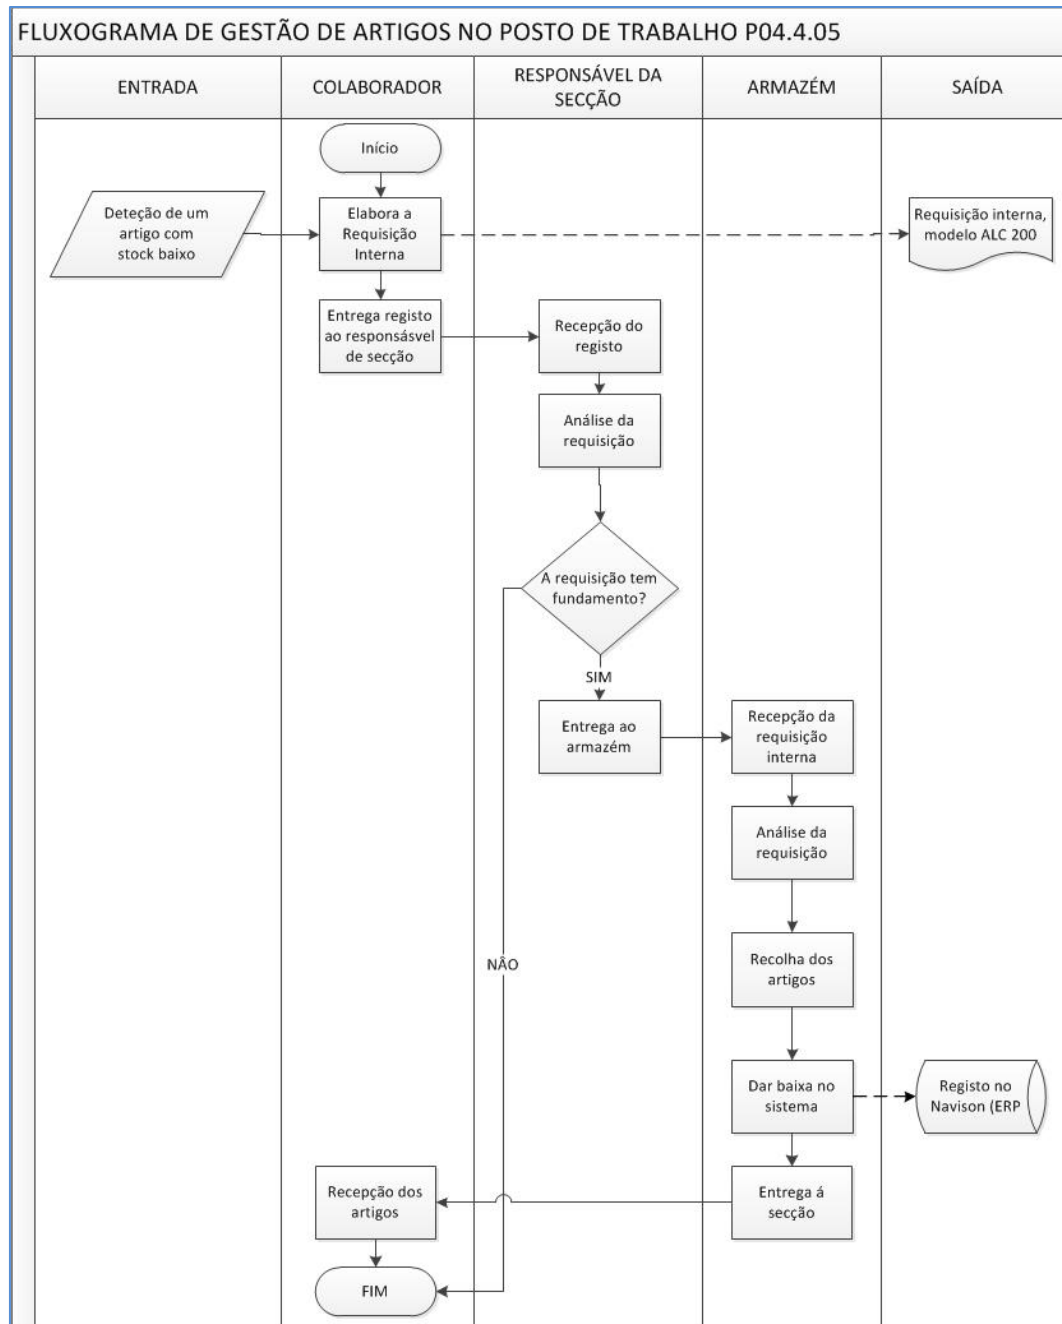 FLUXOGRAMA DE GESTÃO DE ARTIGOS NO POSTO DE TRABALHO P04.4.05
ENTRADA
COLABORADOR
RESPONSÁVEL DA
SECÇÃO
ARMAZÉM
SAÍDA
Início
Deteção de um
artigo com
stock baixo
Elabora a
Requisição
Interna
Requisição interna,
modelo ALC 200
Entrega registo
ao responsásvel
de secção
Recepção do
registo
Análise da
requisição
A requisição tem
fundamento?
SIM
Entrega ao
armazém
Recepção da
requisição
interna
Análise da
requisição
NÃO
Recolha dos
artigos
Dar baixa no
sistema
Registo no
Navison (ERP
Recepção dos
artigos
Entrega á
secção
FIM